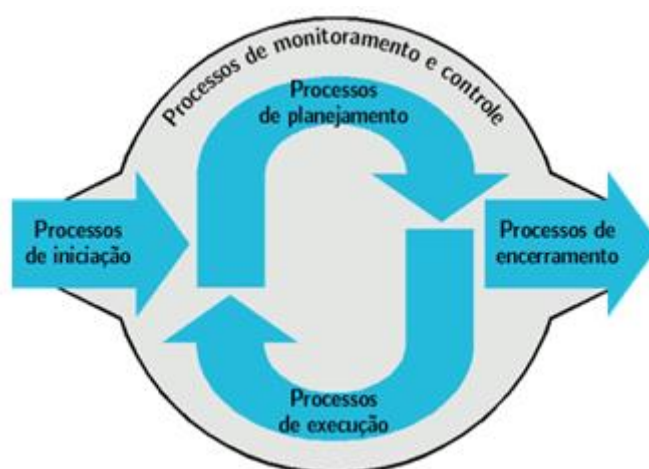 Processos de monitoramento e controle
Processos
de planejamento
Processos
de iniciação
Processos de
encerramento
Processos
de execução